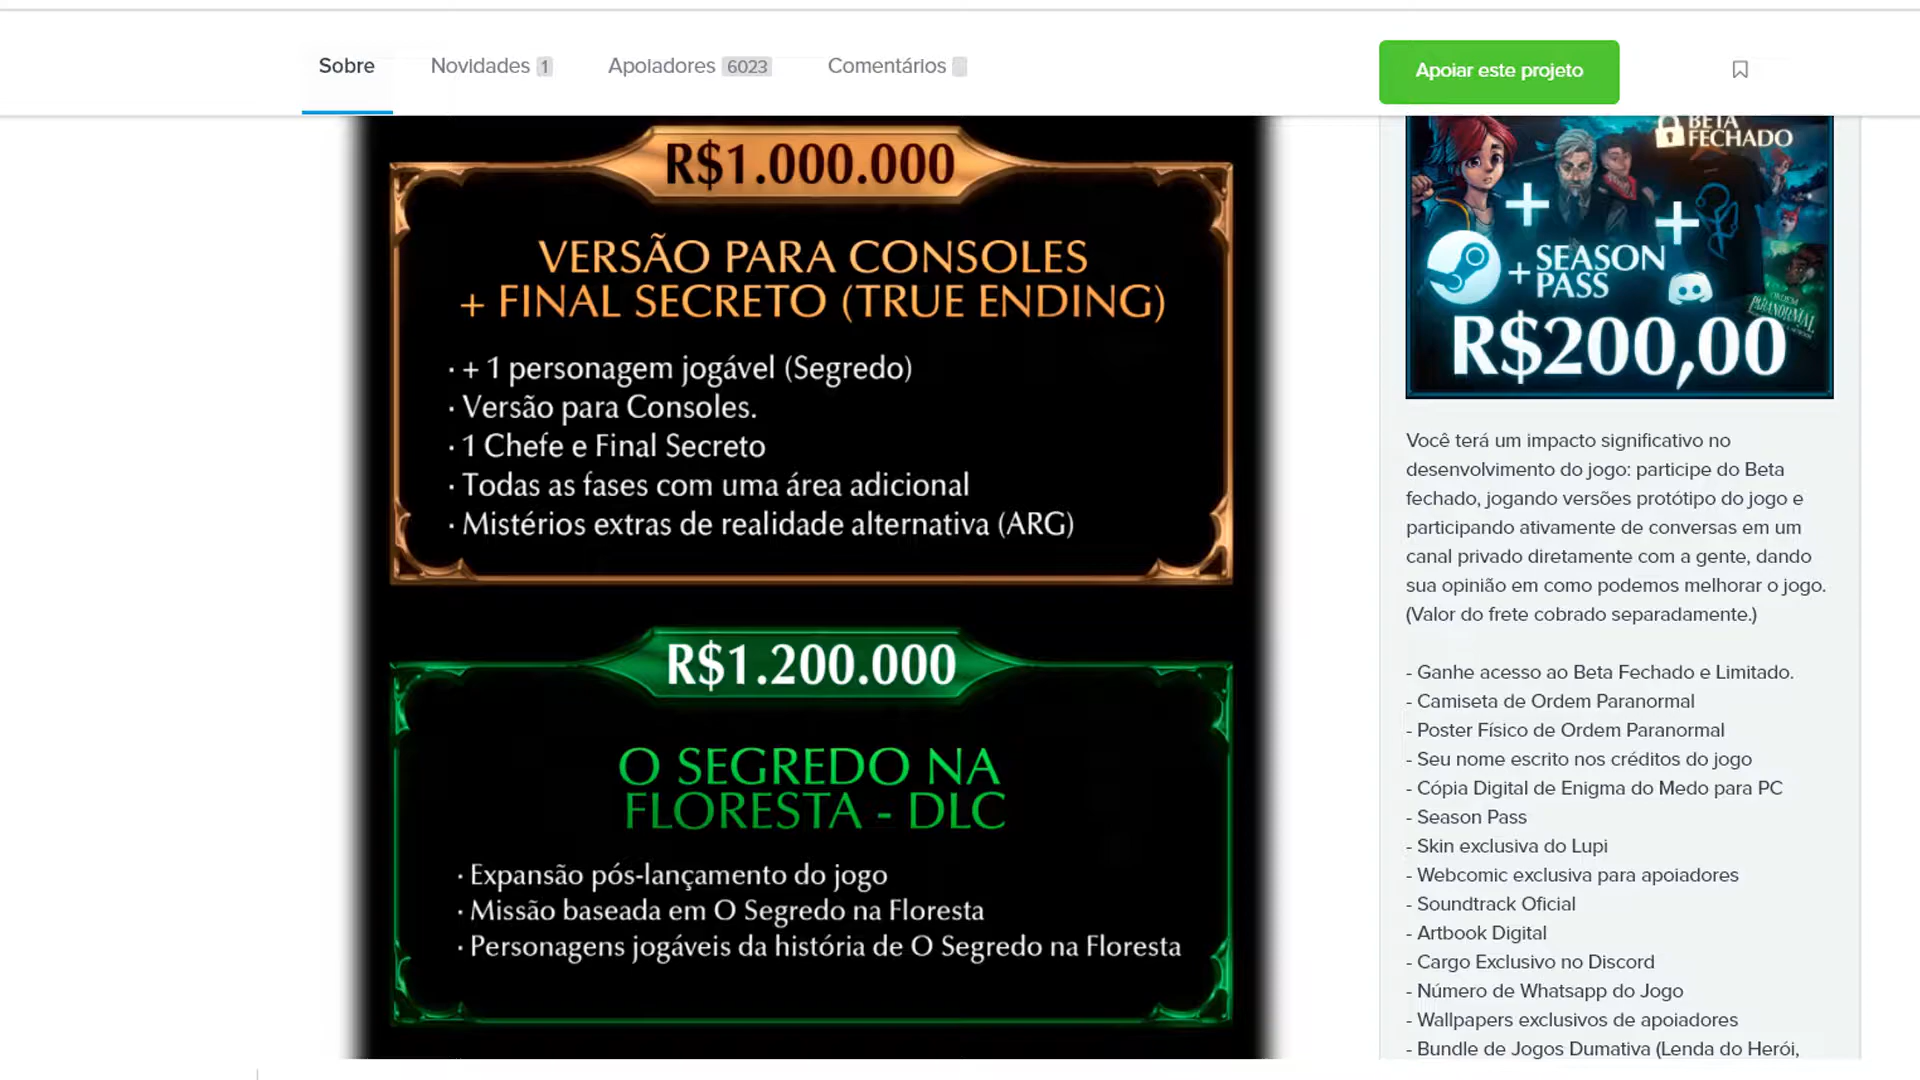 Sobre
Novidades 1
Apoiadores 6023
Comentários
Apoiar este projeto
R$1.000.000
VERSÃO PARA CONSOLES
+ FINAL SECRETO (TRUE ENDING)
· + 1 personagem jogável (Segredo)
· Versão para Consoles.
· 1 Chefe e Final Secreto
· Todas as fases com uma área adicional
· Mistérios extras de realidade alternativa (ARG)
R$1.200.000
O SEGREDO NA
FLORESTA - DLC
· Expansão pós-lançamento do jogo
· Missão baseada em O Segredo na Floresta
· Personagens jogáveis da história de O Segredo na Floresta
BETA
FECHADO
+ SEASON
PASS
ORDEM
PARANORMAL
R$200,00
Você terá um impacto significativo no
desenvolvimento do jogo: participe do Beta
fechado, jogando versões protótipo do jogo e
participando ativamente de conversas em um
canal privado diretamente com a gente, dando
sua opinião em como podemos melhorar o jogo.
(Valor do frete cobrado separadamente.)
- Ganhe acesso ao Beta Fechado e Limitado.
- Camiseta de Ordem Paranormal
- Poster Físico de Ordem Paranormal
- Seu nome escrito nos créditos do jogo
- Cópia Digital de Enigma do Medo para PC
- Season Pass
- Skin exclusiva do Lupi
- Webcomic exclusiva para apoiadores
- Soundtrack Oficial
- Artbook Digital
- Cargo Exclusivo no Discord
- Número de Whatsapp do Jogo
- Wallpapers exclusivos de apoiadores
- Bundle de Jogos Dumativa (Lenda do Herói,